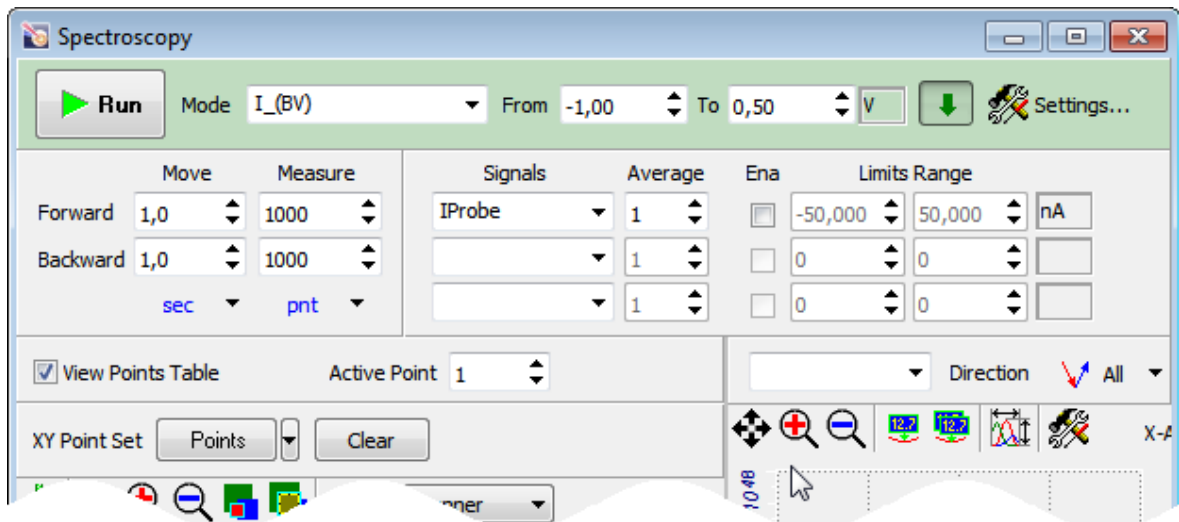 Spectroscopy
Run Mode I_(BV) From -1,00 To 0,50 V Settings...
Move Measure Signals Average Ena Limits Range
Forward 1,0 1000 IProbe 1 -50,000 50,000 nA
Backward 1,0 1000 1 0 0
sec pnt 1 0 0
View Points Table Active Point 1 Direction All
XY Point Set Points Clear
12.7 12.7 X-A
nner
1048